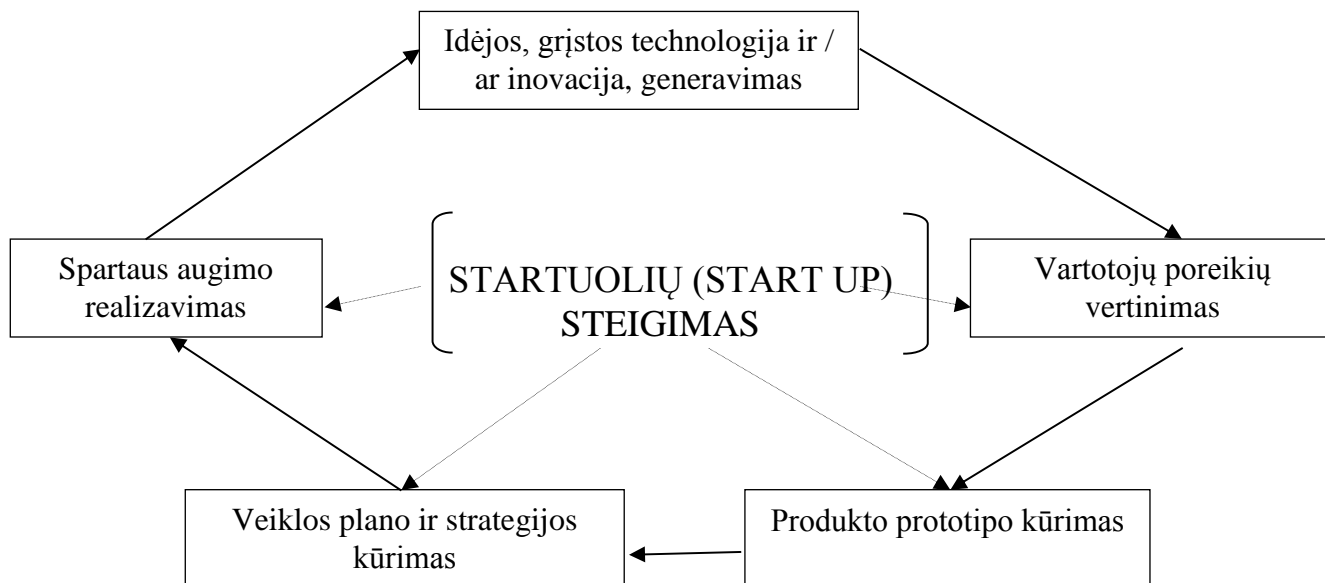 Idėjos, grįstos technologija ir /
ar inovacija, generavimas
Spartaus augimo
realizavimas
STARTUOLIŲ (START UP)
STEIGIMAS
Vartotojų poreikių
vertinimas
Veiklos plano ir strategijos
kūrimas
Produkto prototipo kūrimas